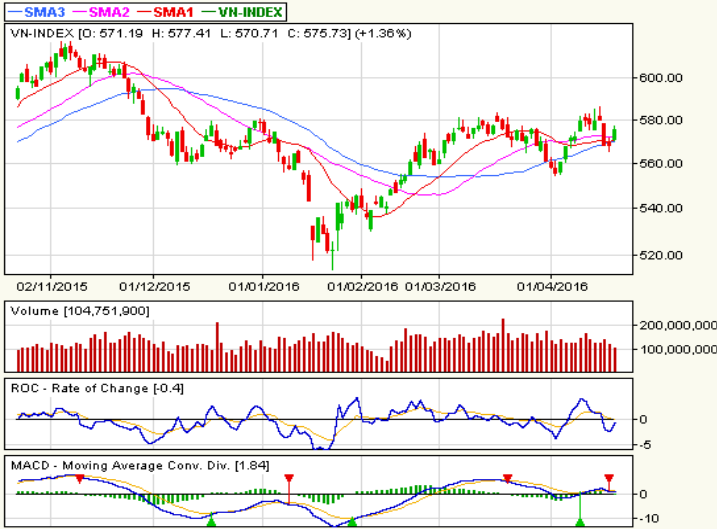 SMA3 SMA2 SMA1 VN-INDEX
VN-INDEX [O: 571.19 H: 577.41 L: 570.71 C: 575.73] (+1.36%)
600.00
580.00
560.00
540.00
520.00
02/11/2015 01/12/2015 01/01/2016 01/02/2016 01/03/2016 01/04/2016
Volume [104,751,900]
200,000,000
100,000,000
ROC - Rate of Change [-0.4]
0
-5
MACD - Moving Average Conv. Div. [1.84]
0
-10